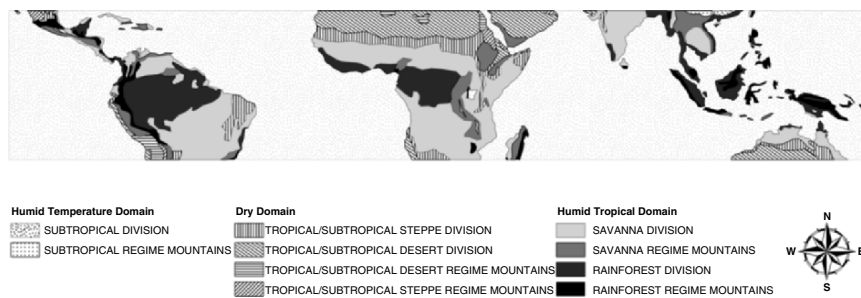 Humid Temperature Domain
SUBTROPICAL DIVISION
SUBTROPICAL REGIME MOUNTAINS
Dry Domain
TROPICAL/SUBTROPICAL STEPPE DIVISION
TROPICAL/SUBTROPICAL DESERT DIVISION
TROPICAL/SUBTROPICAL DESERT REGIME MOUNTAINS
TROPICAL/SUBTROPICAL STEPPE REGIME MOUNTAINS
Humid Tropical Domain
SAVANNA DIVISION
SAVANNA REGIME MOUNTAINS
RAINFOREST DIVISION
RAINFOREST REGIME MOUNTAINS
N
W E
S